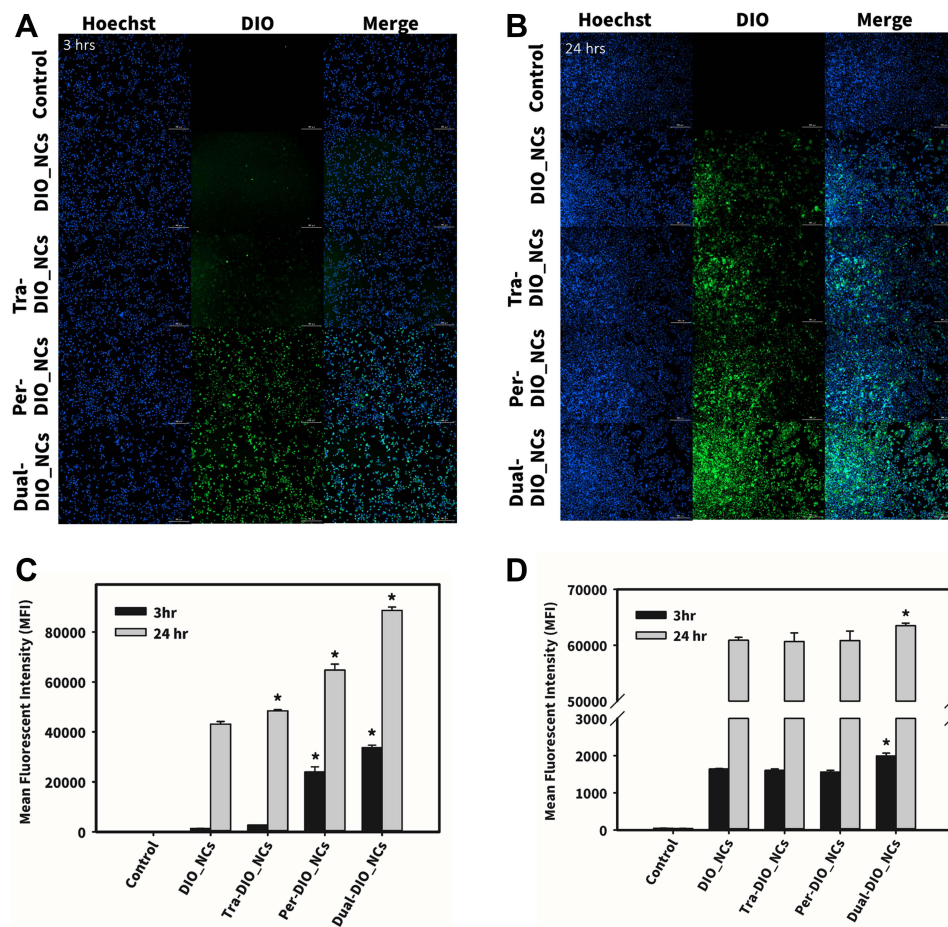 A
Hoechst
DIO
Merge
3 hrs
Control
DIO_NCs
Tra-
DIO_NCs
Per-
DIO_NCs
Dual-
DIO_NCs
B
Hoechst
DIO
Merge
24 hrs
Control
DIO_NCs
Tra-
DIO_NCs
Per-
DIO_NCs
Dual-
DIO_NCs
C
Mean Fluorescent Intensity (MFI)
80000
60000
40000
20000
0
3hr
24 hr
*
*
*
*
*
Control
DIO_NCs
Tra-DIO_NCs
Per-DIO_NCs
Dual-DIO_NCs
D
Mean Fluorescent Intensity (MFI)
70000
60000
50000
3000
2000
1000
0
3hr
24 hr
*
*
Control
DIO_NCs
Tra-DIO_NCs
Per-DIO_NCs
Dual-DIO_NCs